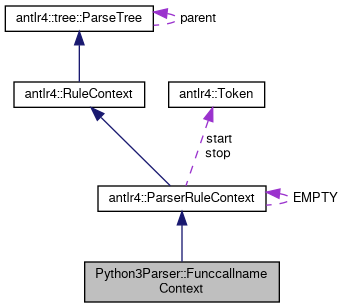 antlr4::tree::ParseTree
parent
antlr4::RuleContext
antlr4::Token
start
stop
antlr4::ParserRuleContext
EMPTY
Python3Parser::Funccallname
Context